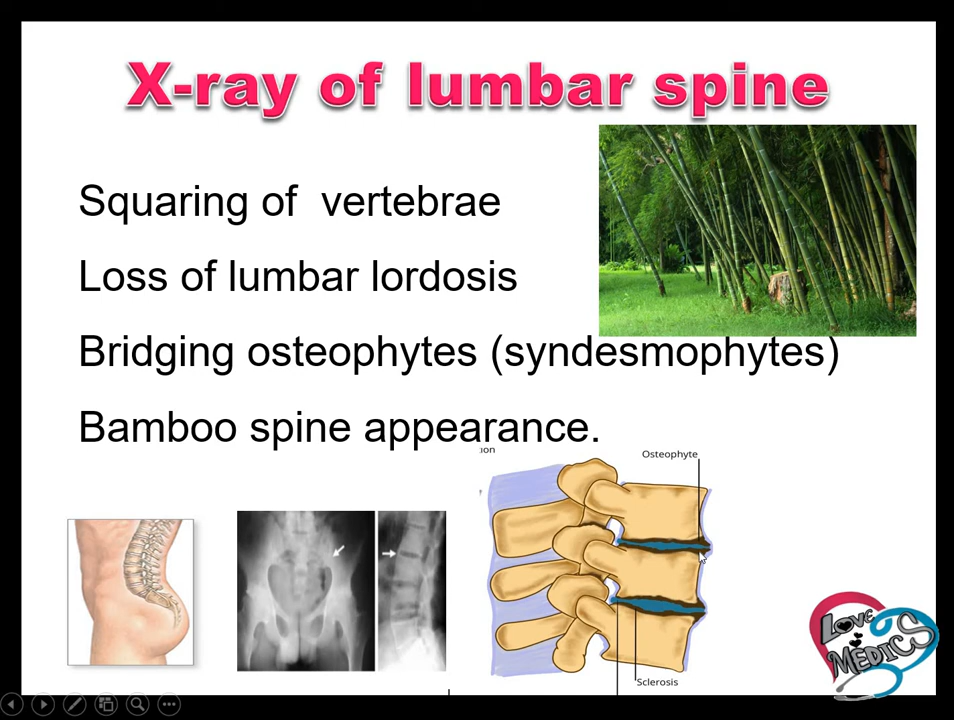 X-ray of lumbar spine
Squaring of vertebrae
Loss of lumbar lordosis
Bridging osteophytes (syndesmophytes)
Bamboo spine appearance.
ion
Osteophyte
Sclerosis
LOVE
MEDICS